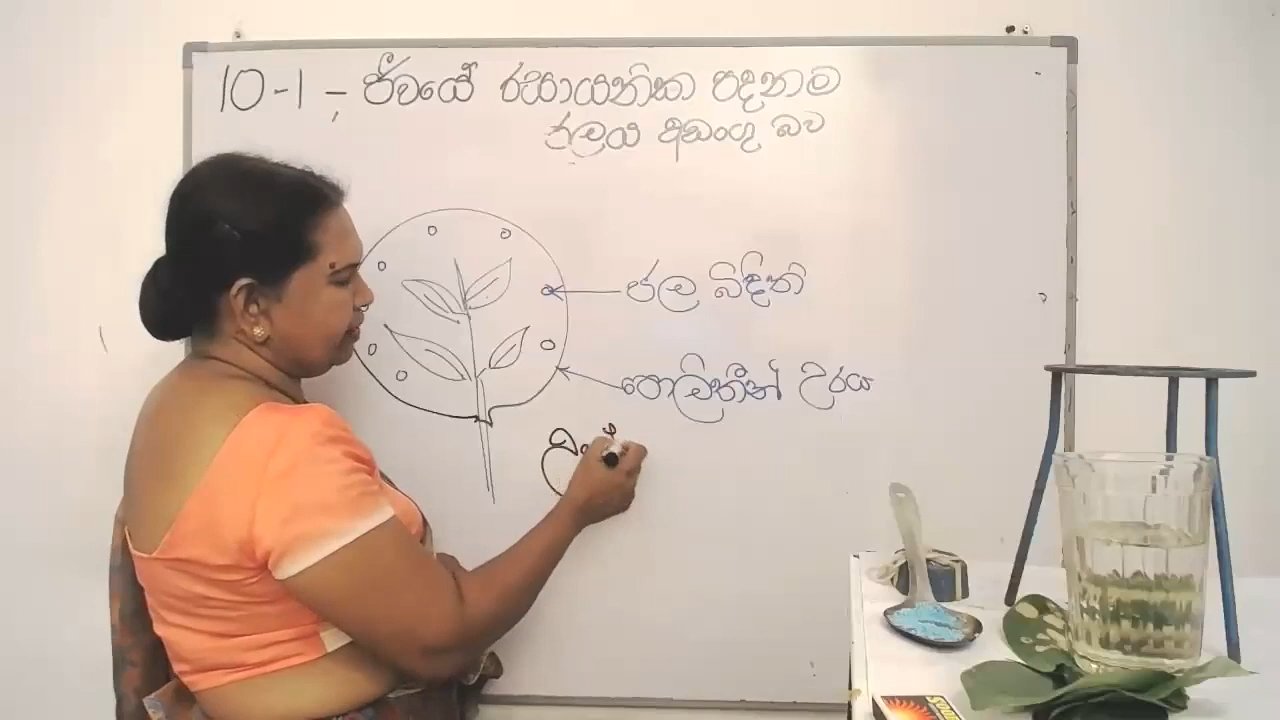 10-1 - ජීවයේ රසායනික පදනම
ජලය අඩංගු බව
ජල බිඳිති
පොලිතීන් උරය